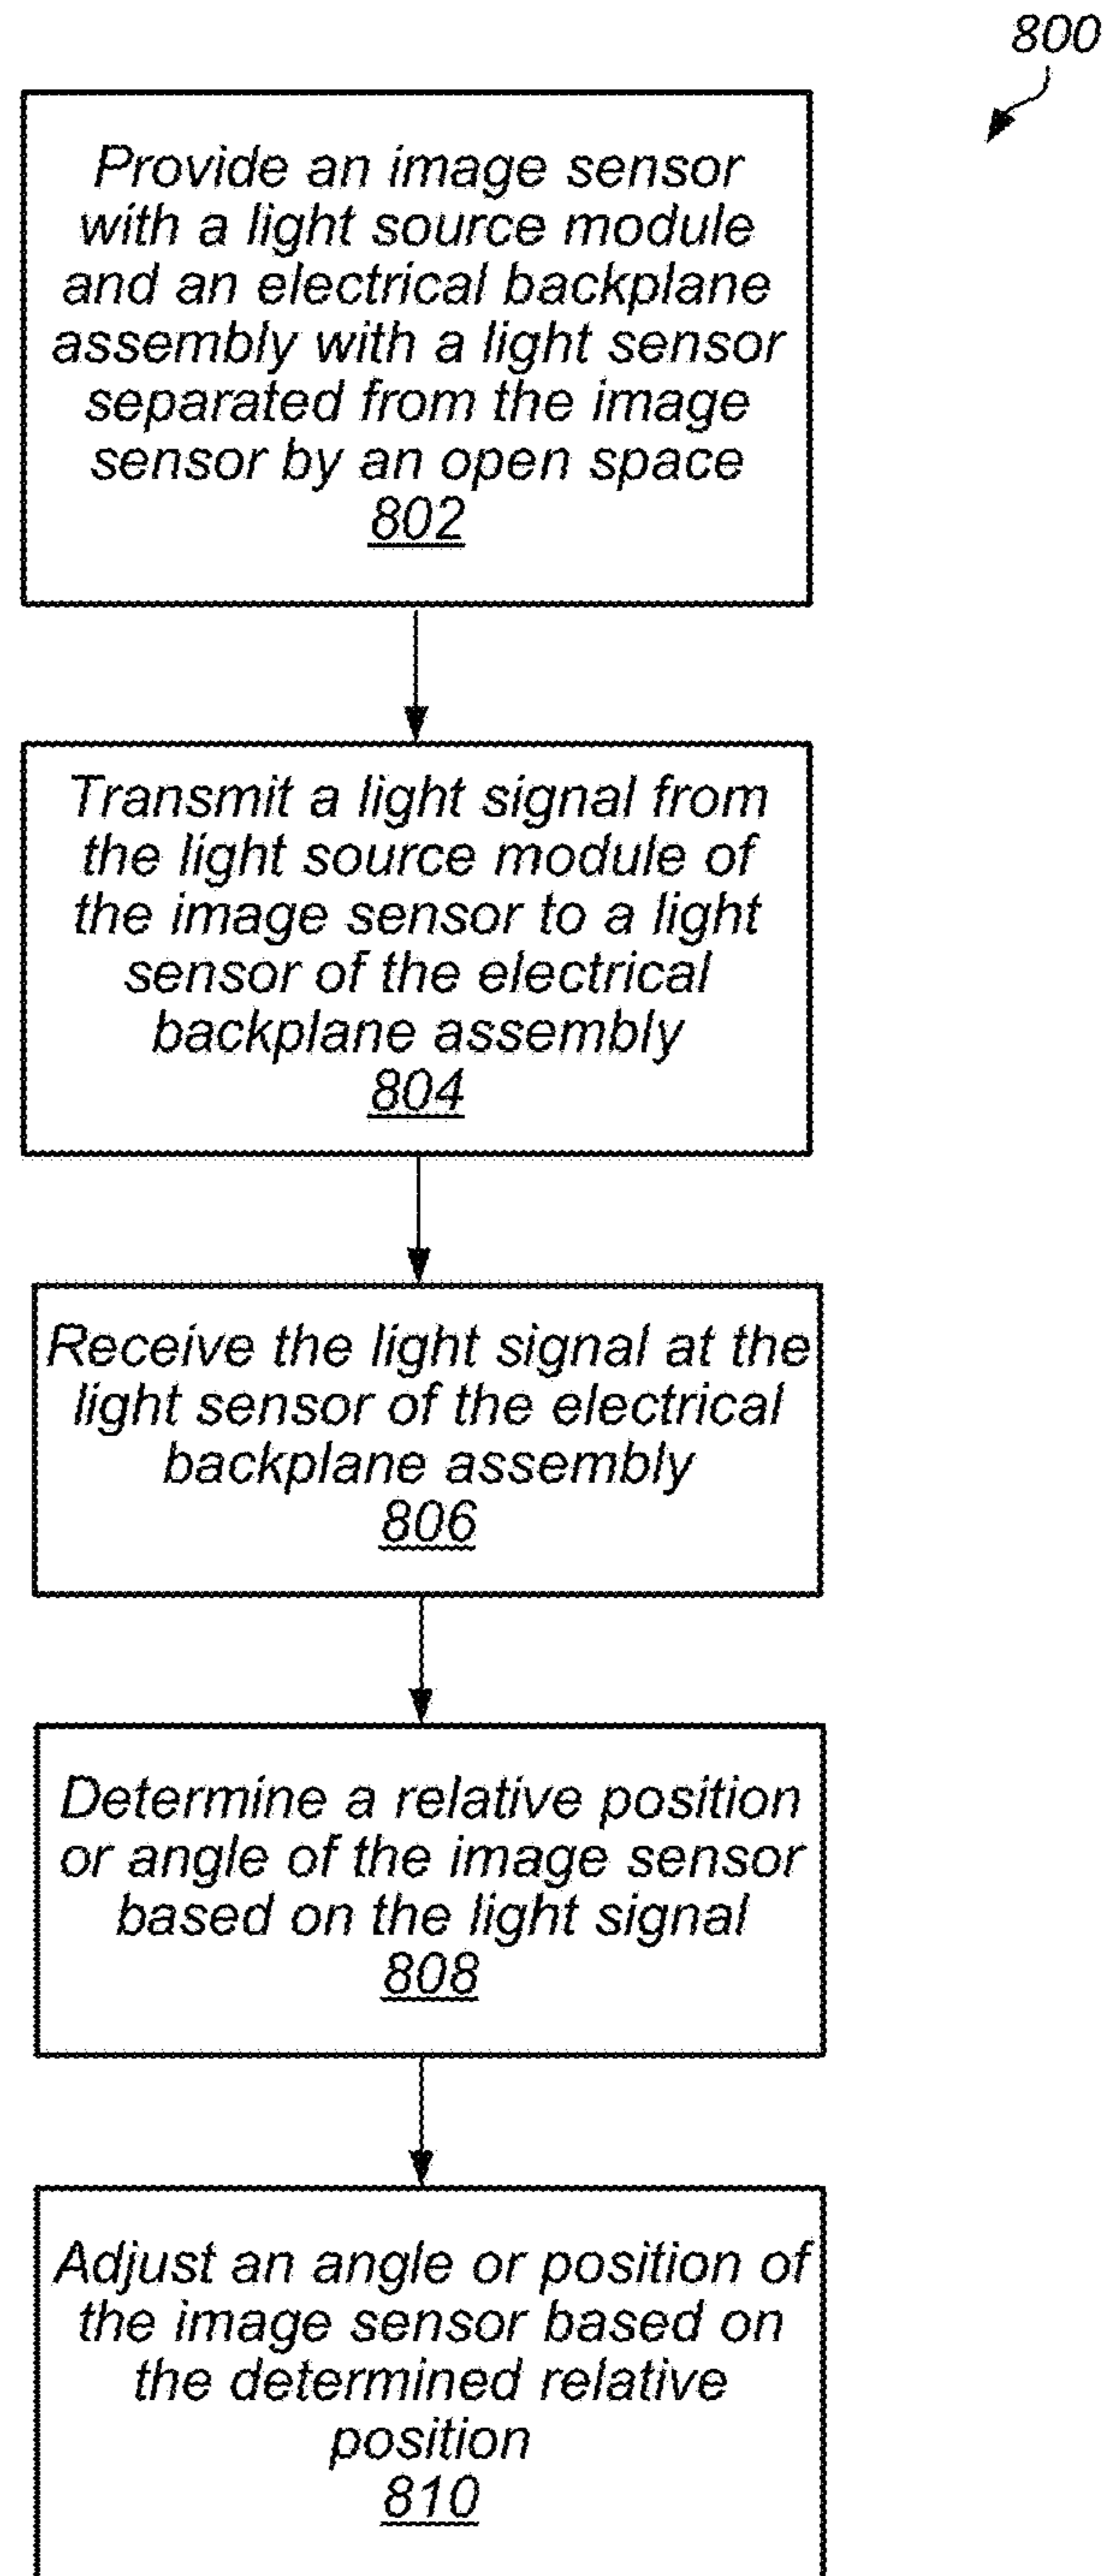 800
Provide an image sensor
with a light source module
and an electrical backplane
assembly with a light sensor
separated from the image
sensor by an open space
802
Transmit a light signal from
the light source module of
the image sensor to a light
sensor of the electrical
backplane assembly
804
Receive the light signal at the
light sensor of the electrical
backplane assembly
806
Determine a relative position
or angle of the image sensor
based on the light signal
808
Adjust an angle or position of
the image sensor based on
the determined relative
position
810